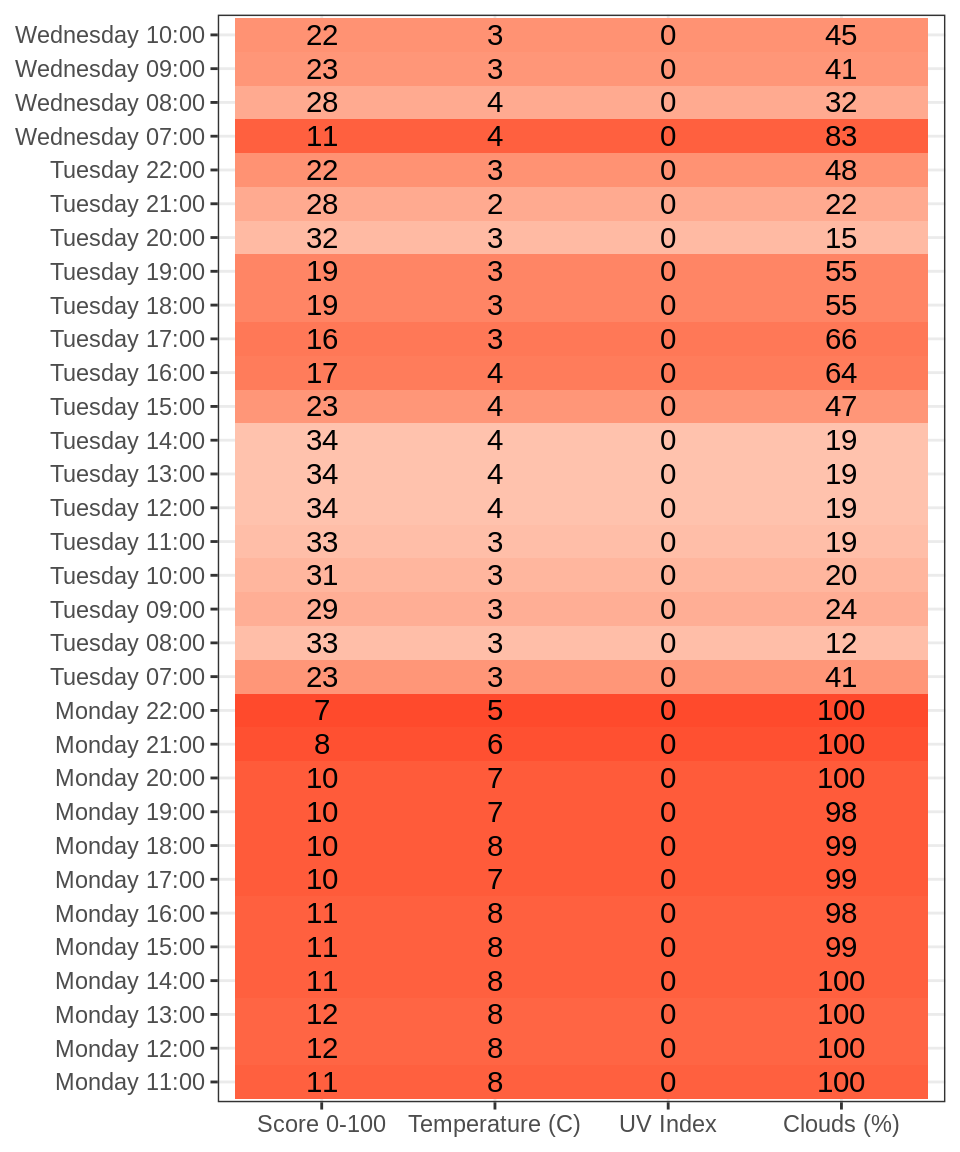 Wednesday 10:00 22 3 0 45
Wednesday 09:00 23 3 0 41
Wednesday 08:00 28 4 0 32
Wednesday 07:00 11 4 0 83
Tuesday 22:00 22 3 0 48
Tuesday 21:00 28 2 0 22
Tuesday 20:00 32 3 0 15
Tuesday 19:00 19 3 0 55
Tuesday 18:00 19 3 0 55
Tuesday 17:00 16 3 0 66
Tuesday 16:00 17 4 0 64
Tuesday 15:00 23 4 0 47
Tuesday 14:00 34 4 0 19
Tuesday 13:00 34 4 0 19
Tuesday 12:00 34 4 0 19
Tuesday 11:00 33 3 0 19
Tuesday 10:00 31 3 0 20
Tuesday 09:00 29 3 0 24
Tuesday 08:00 33 3 0 12
Tuesday 07:00 23 3 0 41
Monday 22:00 7 5 0 100
Monday 21:00 8 6 0 100
Monday 20:00 10 7 0 100
Monday 19:00 10 7 0 98
Monday 18:00 10 8 0 99
Monday 17:00 10 7 0 99
Monday 16:00 11 8 0 98
Monday 15:00 11 8 0 99
Monday 14:00 11 8 0 100
Monday 13:00 12 8 0 100
Monday 12:00 12 8 0 100
Monday 11:00 11 8 0 100
Score 0-100 Temperature (C) UV Index Clouds (%)